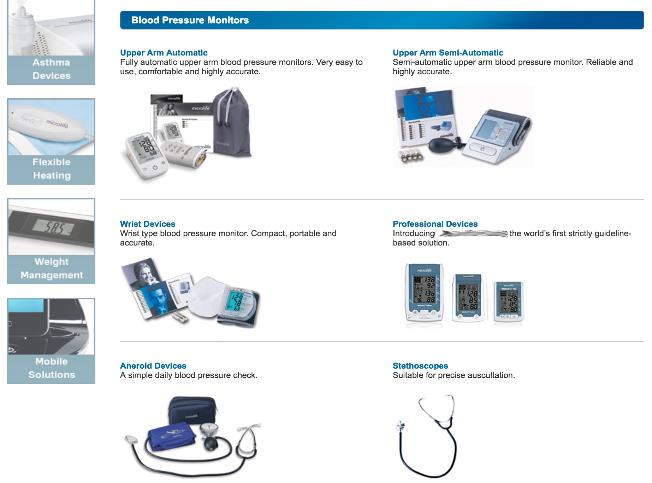 Blood Pressure Monitors
Asthma
Devices
Flexible
Heating
Weight
Management
Mobile
Solutions
Upper Arm Automatic
Fully automatic upper arm blood pressure monitors. Very easy to
use, comfortable and highly accurate.
Upper Arm Semi-Automatic
Semi-automatic upper arm blood pressure monitor. Reliable and
highly accurate.
Wrist Devices
Wrist type blood pressure monitor. Compact, portable and
accurate.
Professional Devices
Introducing the world's first strictly guideline-
based solution.
Aneroid Devices
A simple daily blood pressure check.
Stethoscopes
Suitable for precise auscultation.
microlife
microlife